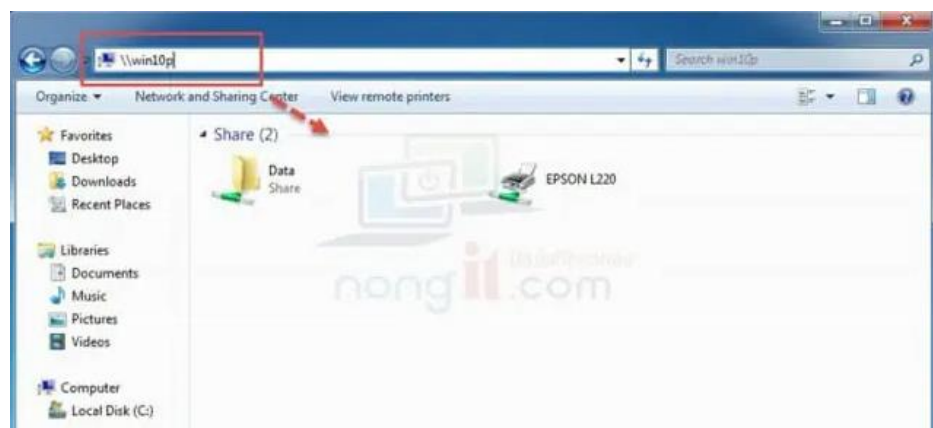 \\win10p
Search win10p
Organize
Network and Sharing Center
View remote printers
Favorites
Desktop
Downloads
Recent Places
Libraries
Documents
Music
Pictures
Videos
Computer
Local Disk (C:)
Share (2)
Data
Share
EPSON L220
nongit.com